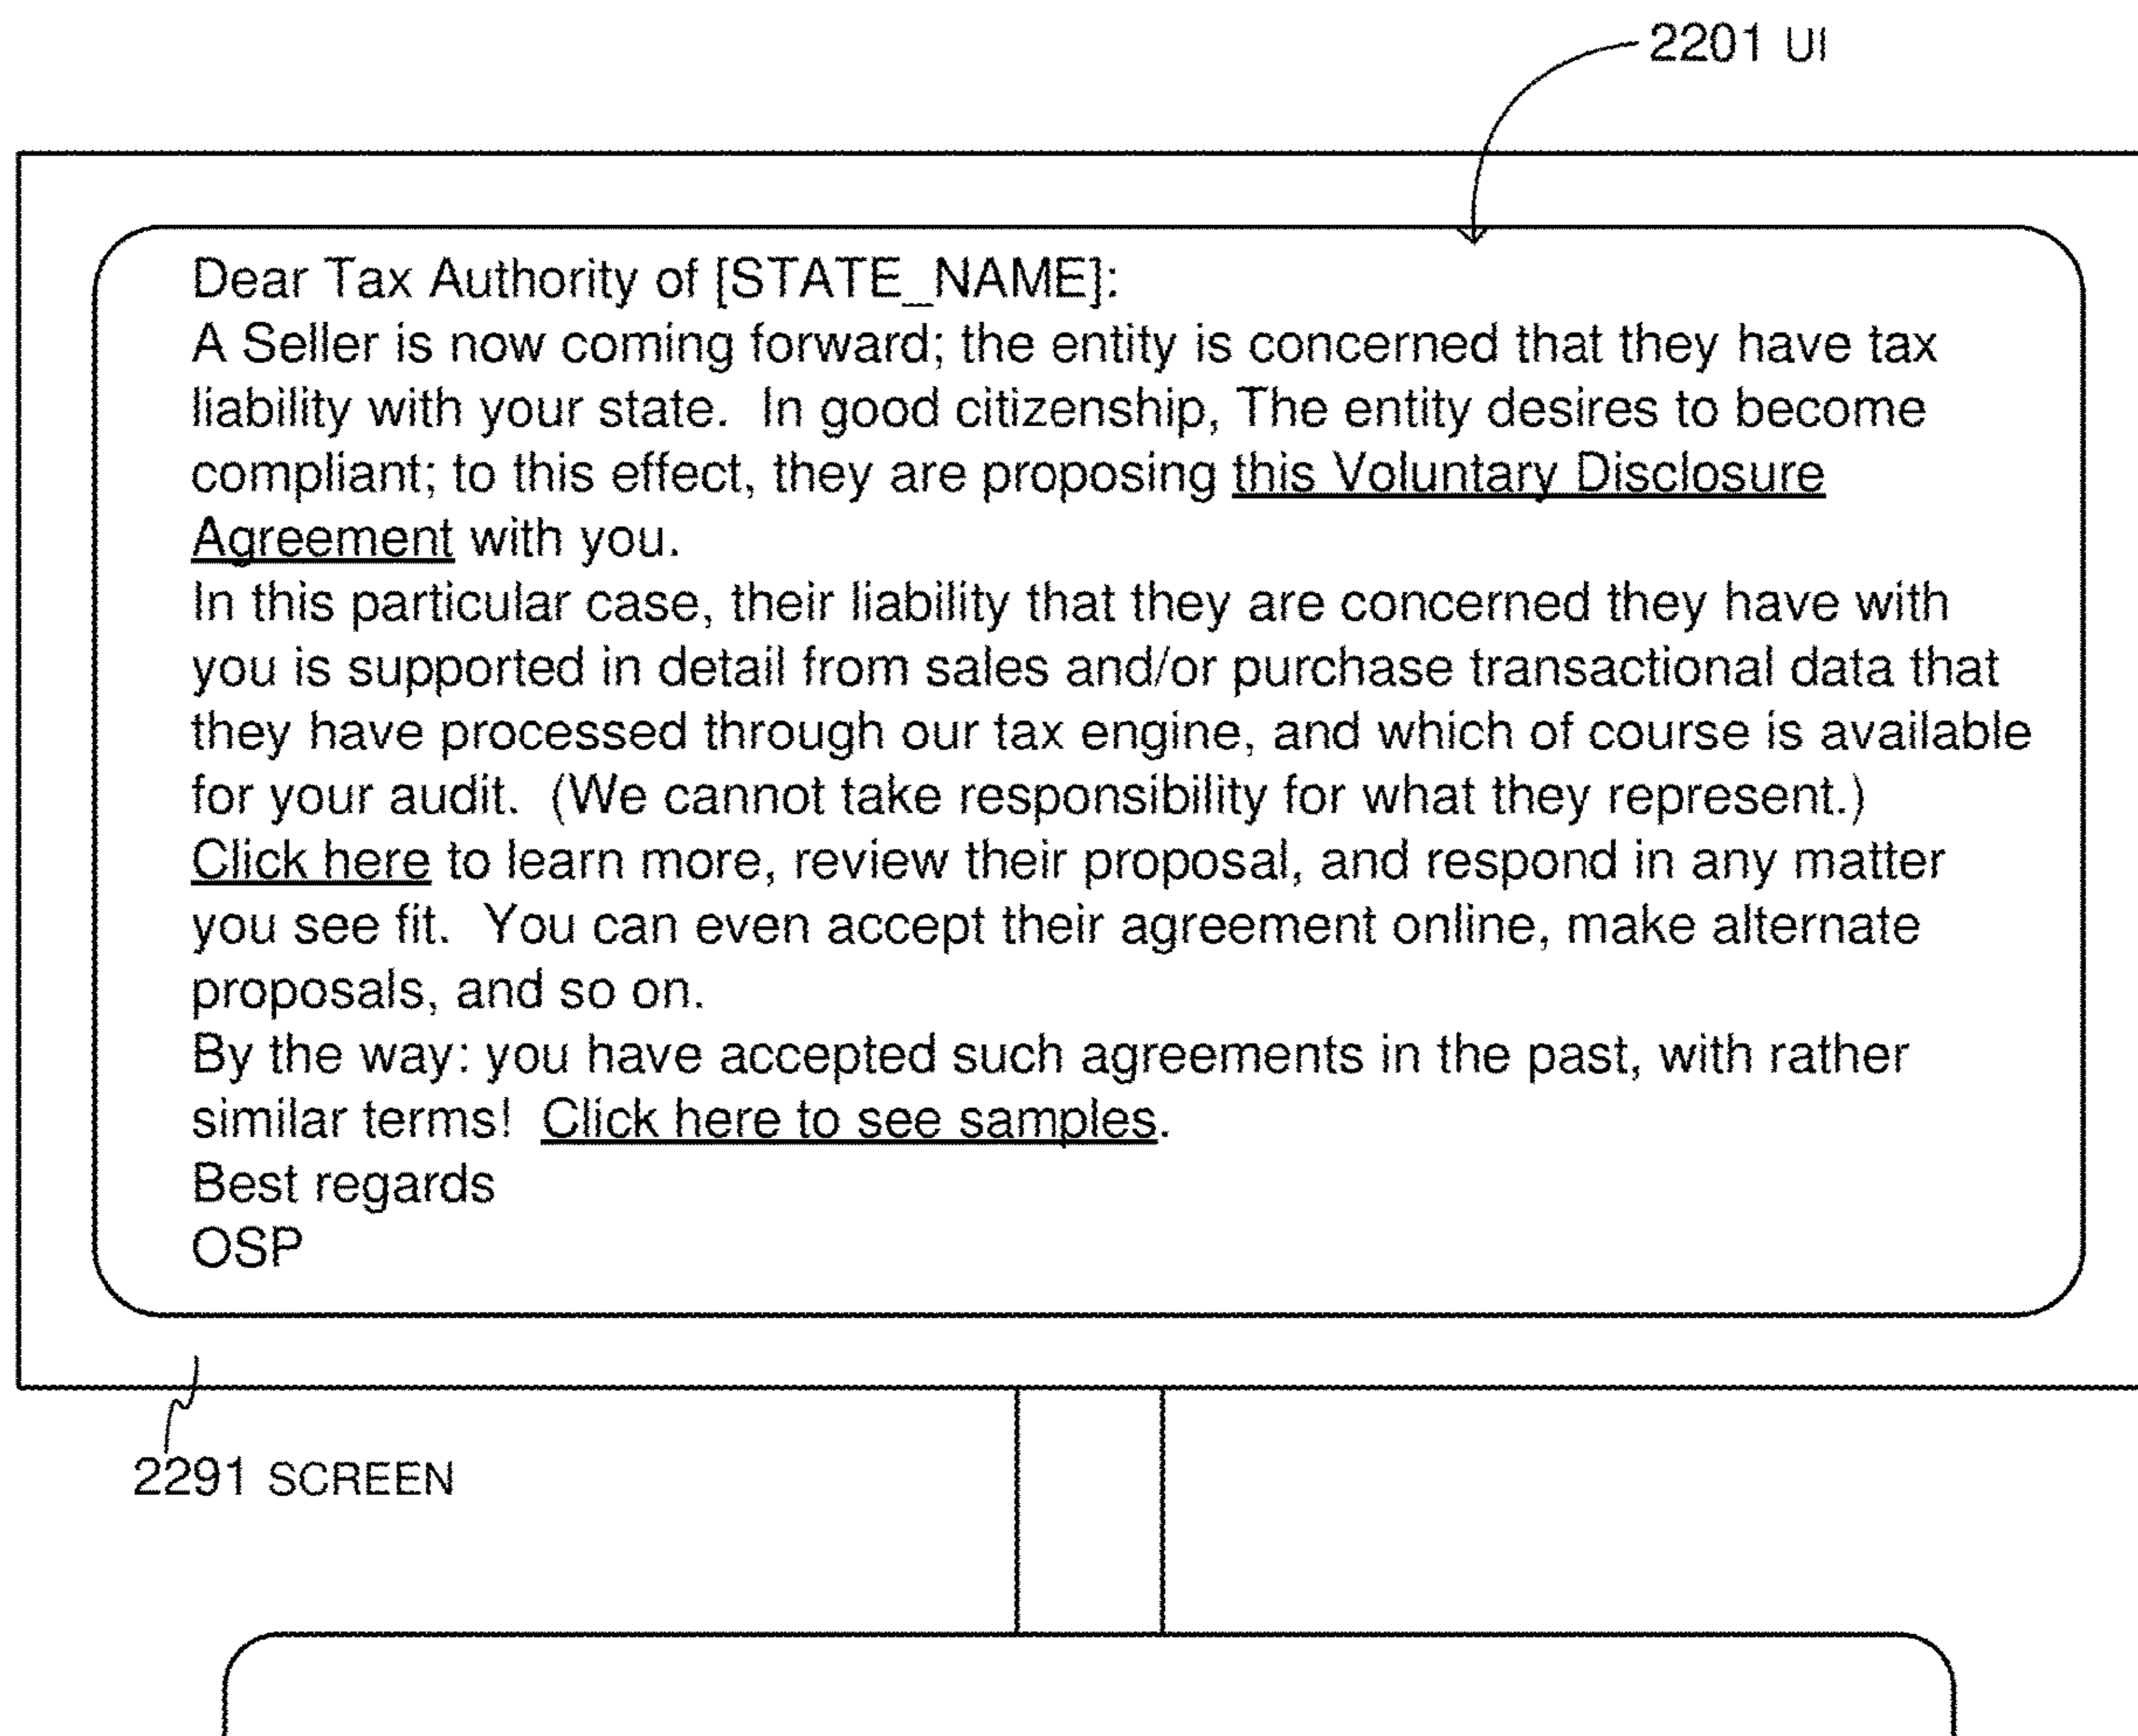 2201 UI
Dear Tax Authority of [STATE_NAME]:
A Seller is now coming forward; the entity is concerned that they have tax
liability with your state.  In good citizenship, The entity desires to become
compliant; to this effect, they are proposing this Voluntary Disclosure
Agreement with you.
In this particular case, their liability that they are concerned they have with
you is supported in detail from sales and/or purchase transactional data that
they have processed through our tax engine, and which of course is available
for your audit.  (We cannot take responsibility for what they represent.)
Click here to learn more, review their proposal, and respond in any matter
you see fit.  You can even accept their agreement online, make alternate
proposals, and so on.
By the way: you have accepted such agreements in the past, with rather
similar terms!  Click here to see samples.
Best regards
OSP
2291 SCREEN